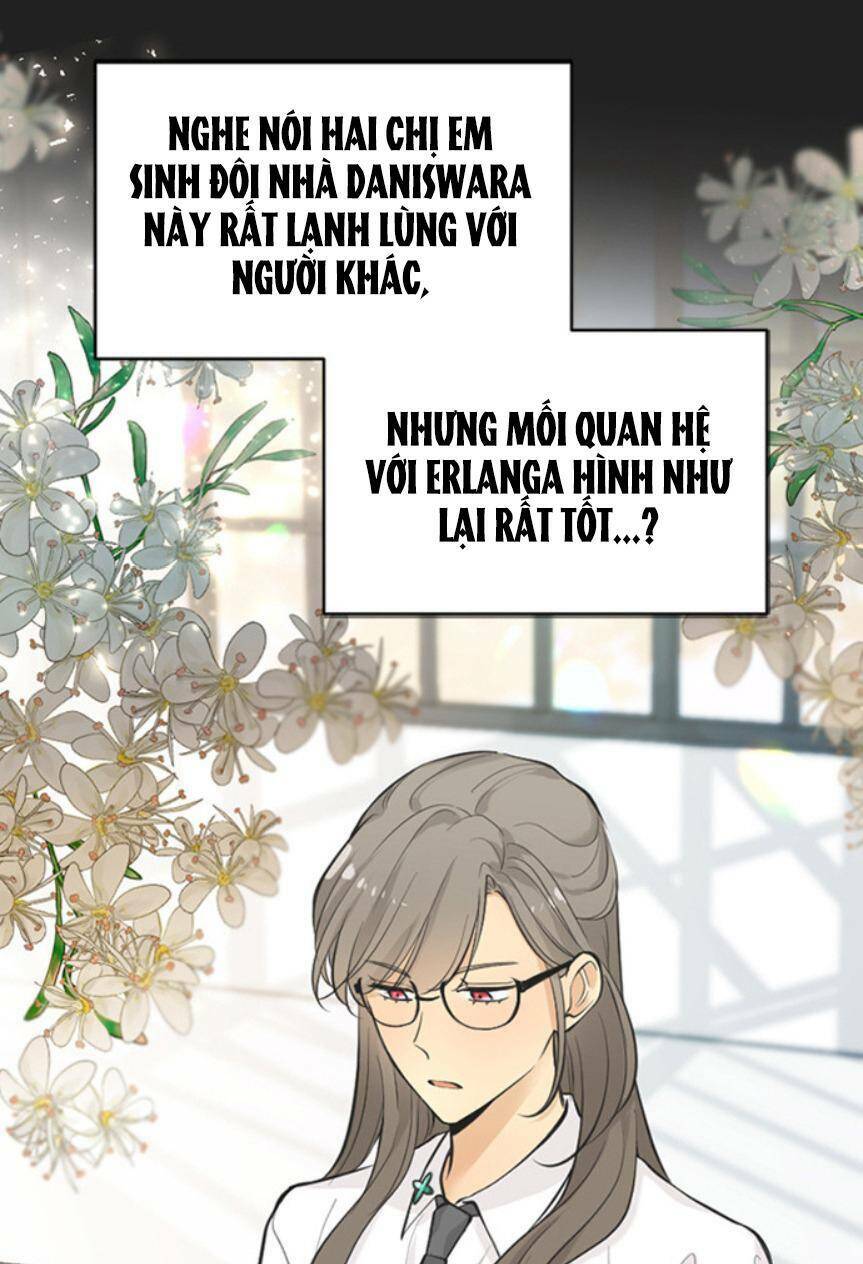 NGHE NÓI HAI CHỊ EM
SINH ĐÔI NHÀ DANISWARA
NÀY RẤT LẠNH LÙNG VỚI
NGƯỜI KHÁC,
NHƯNG MỐI QUAN HỆ
VỚI ERLANGA HÌNH NHƯ
LẠI RẤT TỐT...?